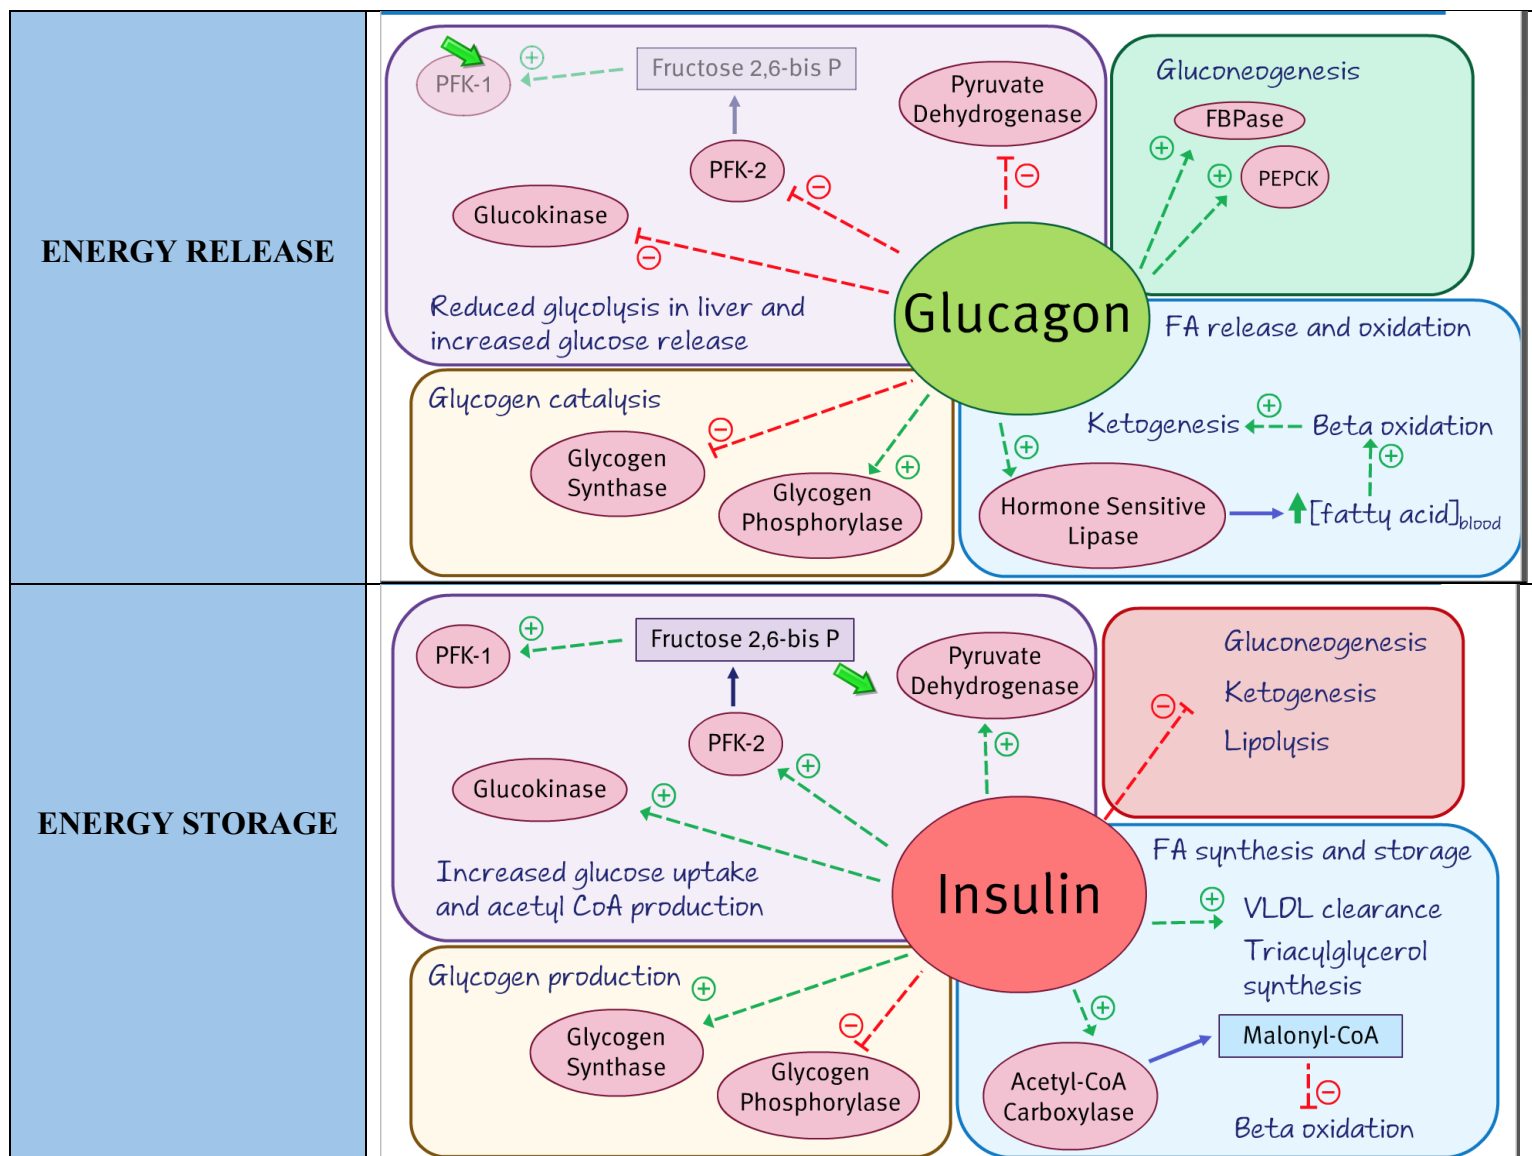 ENERGY RELEASE
PFK-1
+
Fructose 2,6-bis P
Pyruvate
Dehydrogenase
PFK-2
−
−
Glucokinase
−
Reduced glycolysis in liver and
increased glucose release
Gluconeogenesis
FBPase
+
+
PEPCK
Glucagon
Glycogen catalysis
−
Glycogen
Synthase
+
Glycogen
Phosphorylase
FA release and oxidation
Ketogenesis
+
Beta oxidation
+
+
Hormone Sensitive
Lipase
[fatty acid]blood
ENERGY STORAGE
PFK-1
+
Fructose 2,6-bis P
Pyruvate
Dehydrogenase
PFK-2
+
+
Glucokinase
+
Increased glucose uptake
and acetyl CoA production
Gluconeogenesis
Ketogenesis
−
Lipolysis
Insulin
Glycogen production
+
Glycogen
Synthase
−
Glycogen
Phosphorylase
FA synthesis and storage
+
VLDL clearance
Triacylglycerol
synthesis
+
Malonyl-CoA
Acetyl-CoA
Carboxylase
−
Beta oxidation